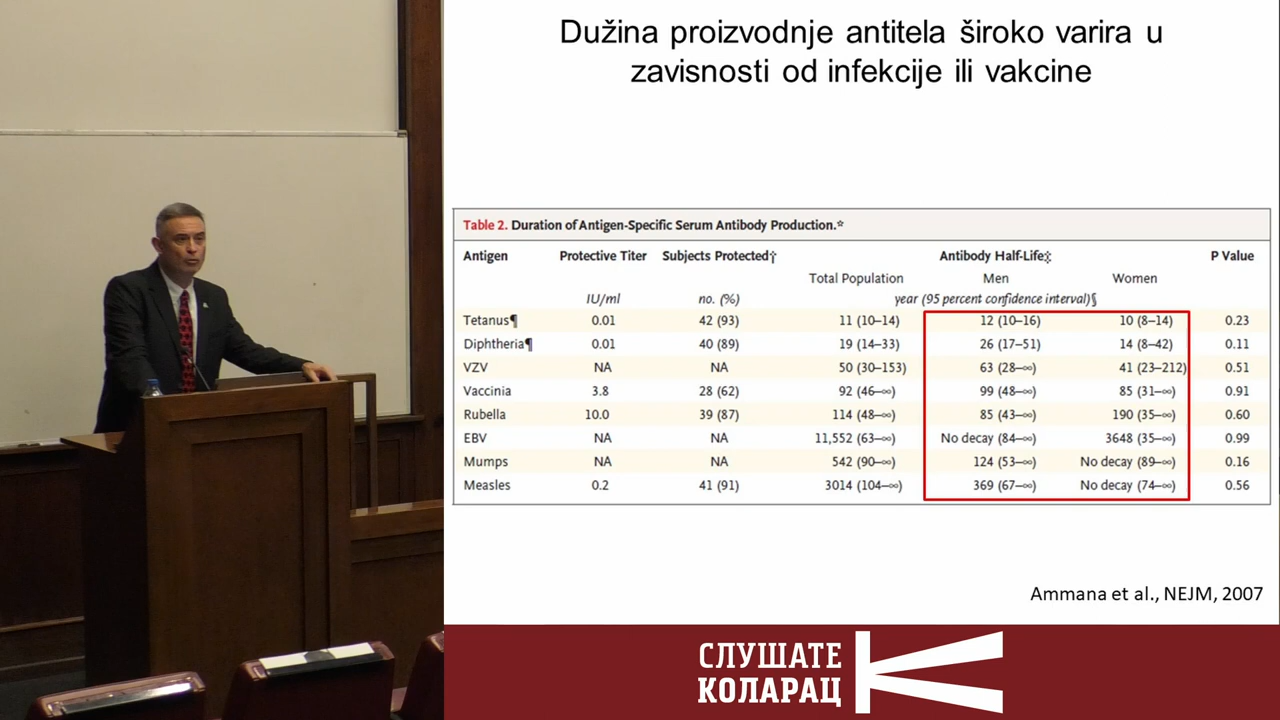 Dužina proizvodnje antitela široko varira u
zavisnosti od infekcije ili vakcine
Table 2. Duration of Antigen-Specific Serum Antibody Production.*
Antigen Protective Titer Subjects Protected† Antibody Half-Life‡ P Value
Total Population Men Women
IU/ml no. (%) year (95 percent confidence interval)§
Tetanus¶ 0.01 42 (93) 11 (10–14) 12 (10–16) 10 (8–14) 0.23
Diphtheria¶ 0.01 40 (89) 19 (14–33) 26 (17–51) 14 (8–42) 0.11
VZV NA NA 50 (30–153) 63 (28–∞) 41 (23–212) 0.51
Vaccinia 3.8 28 (62) 92 (46–∞) 99 (48–∞) 85 (31–∞) 0.91
Rubella 10.0 39 (87) 114 (48–∞) 85 (43–∞) 190 (35–∞) 0.60
EBV NA NA 11,552 (63–∞) No decay (84–∞) 3648 (35–∞) 0.99
Mumps NA NA 542 (90–∞) 124 (53–∞) No decay (89–∞) 0.16
Measles 0.2 41 (91) 3014 (104–∞) 369 (67–∞) No decay (74–∞) 0.56
Ammana et al., NEJM, 2007
СЛУШАТЕ
КОЛАРАЦ